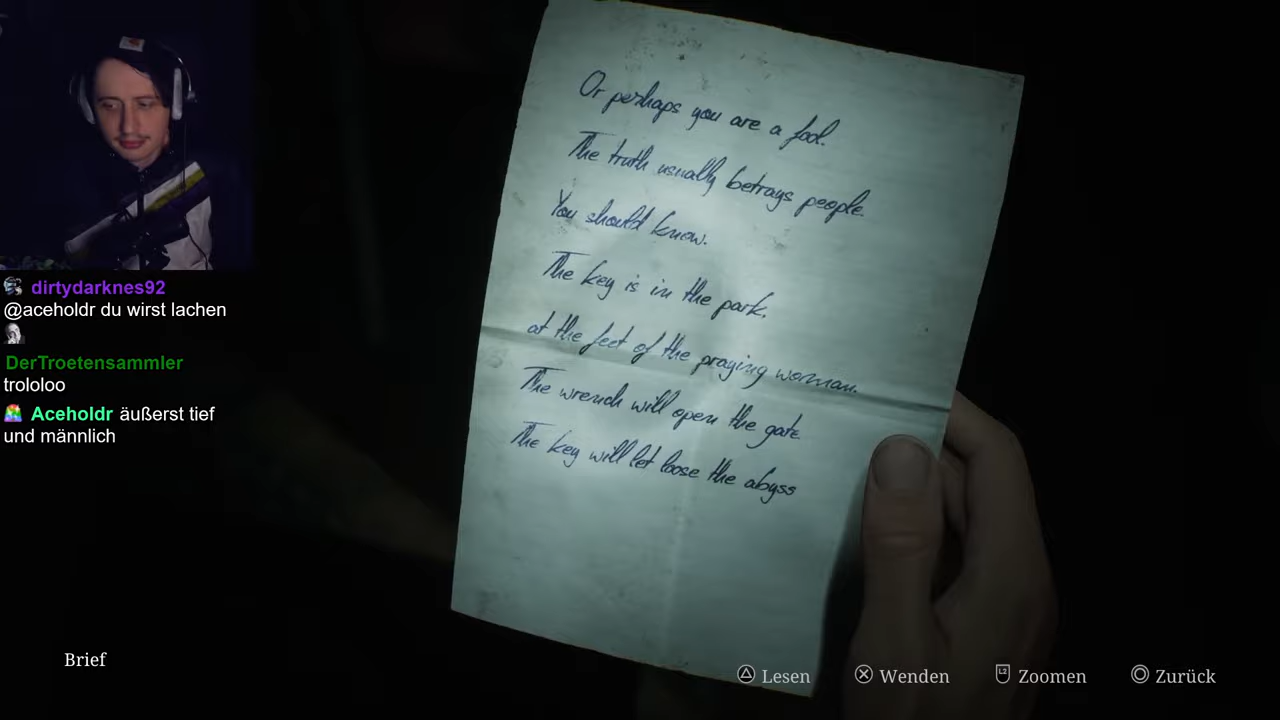 Or perhaps you are a fool.
The truth usually betrays people.
You should know.
The key is in the park,
at the feet of the praying woman.
The wrench will open the gate.
The key will let loose the abyss
dirtydarknes92
@aceholdr du wirst lachen
DerTroetensammler
trololoo
Aceholdr äußerst tief
und männlich
Brief
Lesen
Wenden
L2 Zoomen
Zurück